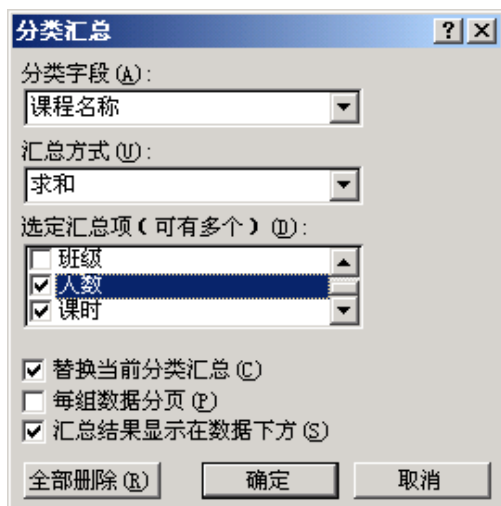 分类汇总
分类字段(A):
课程名称
汇总方式(U):
求和
选定汇总项(可有多个)(D):
班级
人数
课时
替换当前分类汇总(C)
每组数据分页(P)
汇总结果显示在数据下方(S)
全部删除(R) 确定 取消